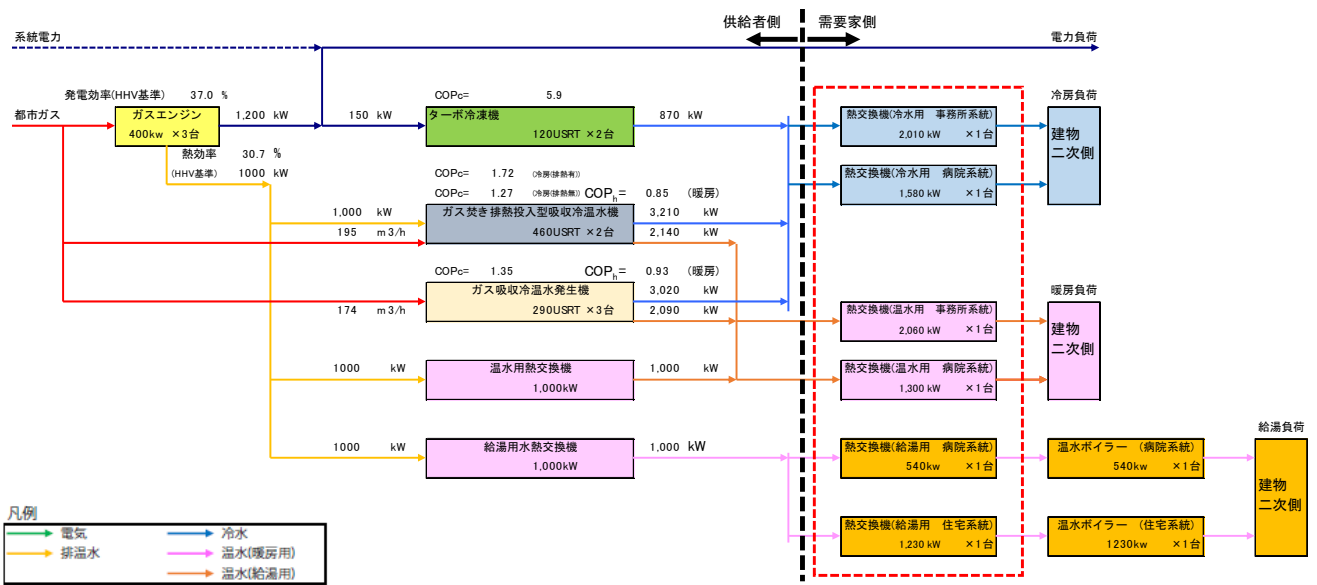 供給者側 需要家側
系統電力 電力負荷
発電効率(HHV基準) 37.0 % COPc= 5.9 冷房負荷
都市ガス ガスエンジン 1,200 kW 150 kW ターボ冷凍機 870 kW 熱交換機(冷水用 事務所系統)
400kw ×3台 120USRT ×2台 2,010 kW ×1台 建物
二次側
熱効率 30.7 %
(HHV基準) 1000 kW COPc= 1.72 (冷房(排熱有)) 熱交換機(冷水用 病院系統)
COPc= 1.27 (冷房(排熱無)) COPh= 0.85 (暖房) 1,580 kW ×1台
1,000 kW ガス焚き排熱投入型吸収冷温水機 3,210 kW
195 m3/h 460USRT ×2台 2,140 kW
COPc= 1.35 COPh= 0.93 (暖房) 暖房負荷
ガス吸収冷温水発生機 3,020 kW 熱交換機(温水用 事務所系統)
174 m3/h 290USRT ×3台 2,090 kW 2,060 kW ×1台 建物
二次側
1000 kW 温水用熱交換機 1,000 kW 熱交換機(温水用 病院系統)
1,000kW 1,300 kW ×1台
給湯負荷
1000 kW 給湯用水熱交換機 1,000 kW 熱交換機(給湯用 病院系統) 温水ボイラー (病院系統)
1,000kW 540kw ×1台 540kw ×1台
建物
二次側
熱交換機(給湯用 住宅系統) 温水ボイラー (住宅系統)
1,230 kW ×1台 1230kw ×1台
凡例
電気 冷水
排温水 温水(暖房用)
温水(給湯用)